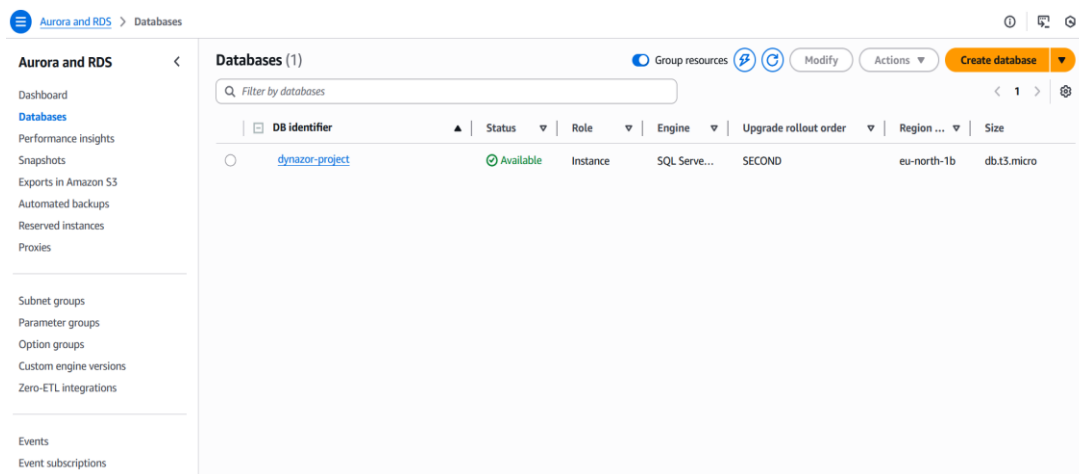 Aurora and RDS > Databases
Aurora and RDS
Dashboard
Databases
Performance insights
Snapshots
Exports in Amazon S3
Automated backups
Reserved instances
Proxies
Subnet groups
Parameter groups
Option groups
Custom engine versions
Zero-ETL integrations
Events
Event subscriptions
Databases (1)
Group resources
Modify
Actions
Create database
Filter by databases
1
DB identifier Status Role Engine Upgrade rollout order Region ... Size
dynazor-project Available Instance SQL Serve... SECOND eu-north-1b db.t3.micro